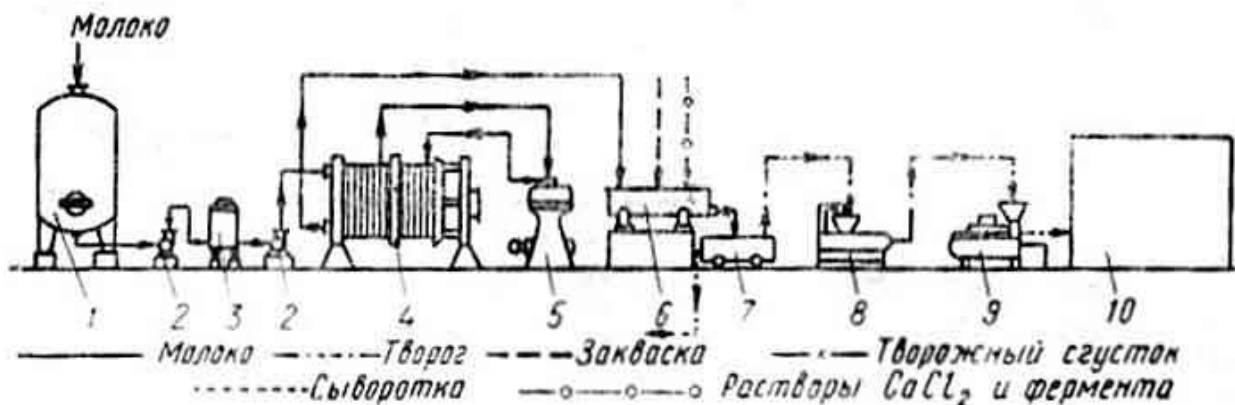 Молоко
1 2 3 2 4 5 6 7 8 9 10
Молоко Творог Закваска Творожный сгусток
Сыворотка Растворы CaCl₂ и фермента